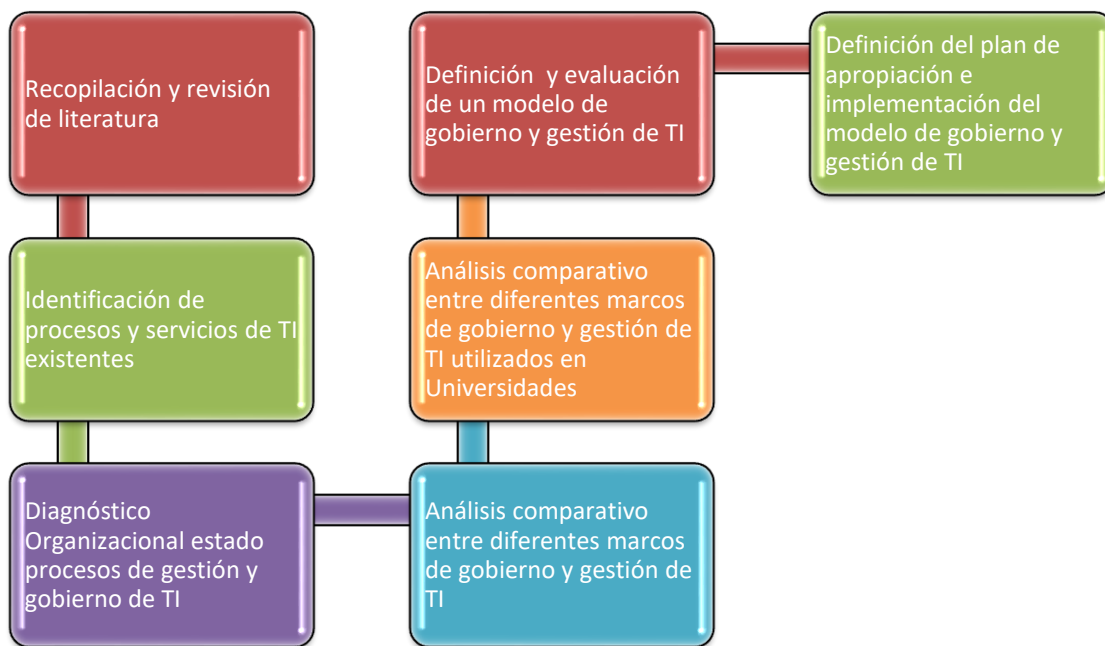 Recopilación y revisión
de literatura
Identificación de
procesos y servicios de TI
existentes
Diagnóstico
Organizacional estado
procesos de gestión y
gobierno de TI
Análisis comparativo
entre diferentes marcos
de gobierno y gestión de
TI
Análisis comparativo
entre diferentes marcos
de gobierno y gestión de
TI utilizados en
Universidades
Definición y evaluación
de un modelo de
gobierno y gestión de TI
Definición del plan de
apropiación e
implementación del
modelo de gobierno y
gestión de TI